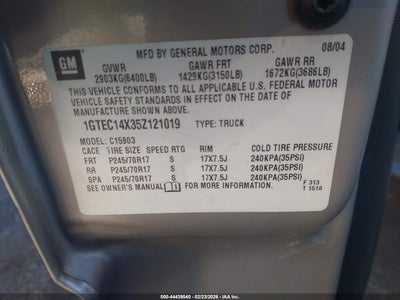 MFD BY GENERAL MOTORS CORP. 08/04
GM
GVWR GAWR FRT GAWR RR
2903KG(6400LB) 1429KG(3150LB) 1672KG(3686LB)
THIS VEHICLE CONFORMS TO ALL APPLICABLE U.S. FEDERAL MOTOR
VEHICLE SAFETY STANDARDS IN EFFECT ON THE DATE OF
MANUFACTURE SHOWN ABOVE.
1GTEC14X35Z121019 TYPE: TRUCK
MODEL: C15903
CACE TIRE SIZE SPEED RTG RIM COLD TIRE PRESSURE
FRT P245/70R17 S 17X7.5J 240KPA(35PSI)
RR P245/70R17 S 17X7.5J 240KPA(35PSI)
SPA P245/70R17 S 17X7.5J 240KPA(35PSI)
SEE OWNER'S MANUAL FOR MORE INFORMATION.
F 313
T 1510
000-44439540 - 02/23/2026 - IAA Inc.